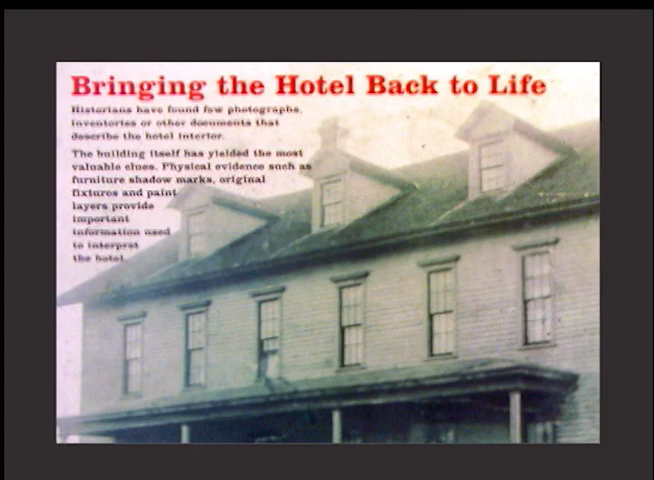 Bringing the Hotel Back to Life
Historians have found few photographs,
inventories or other documents that
describe the hotel interior.
The building itself has yielded the most
valuable clues. Physical evidence such as
furniture shadow marks, original
fixtures and paint
layers provide
important
information used
to interpret
the hotel.